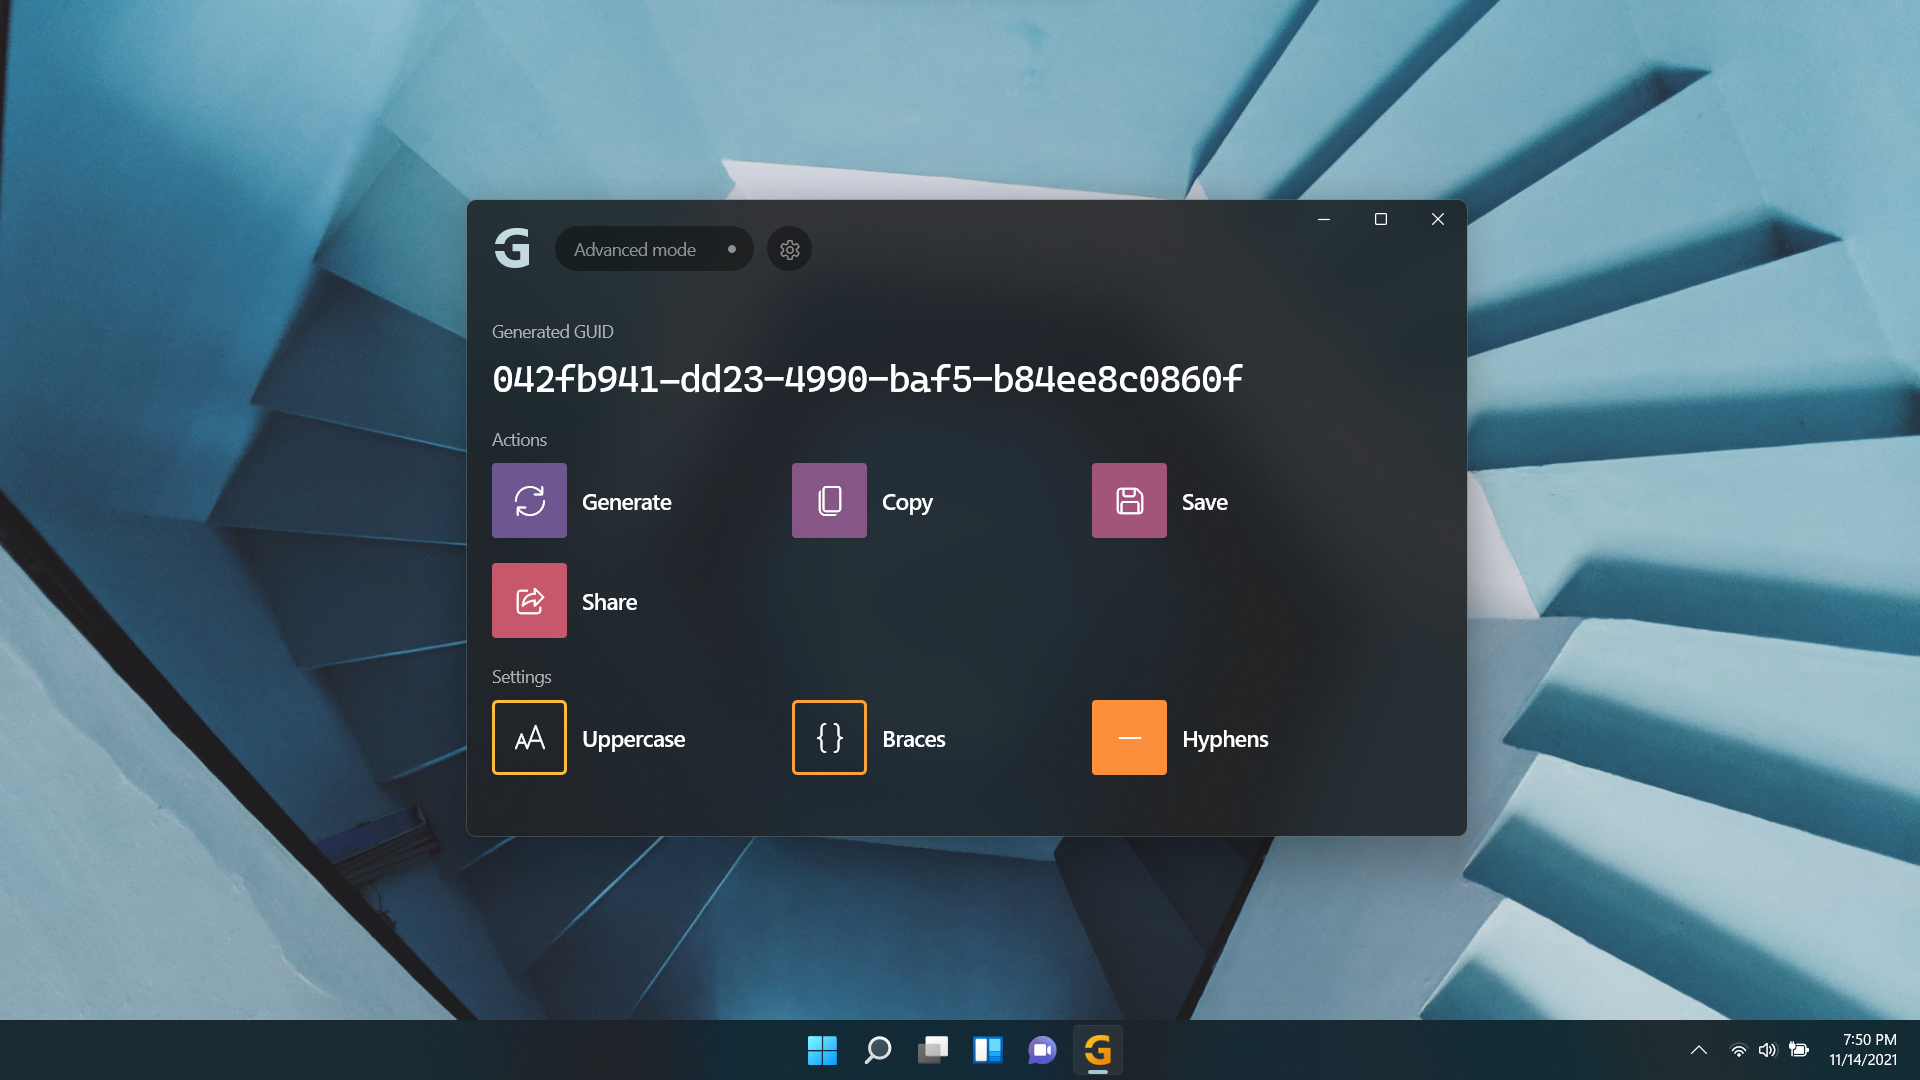 G Advanced mode
Generated GUID
042fb941-dd23-4990-baf5-b84ee8c0860f
Actions
Generate Copy Save
Share
Settings
AA Uppercase {} Braces Hyphens
G
7:50 PM
11/14/2021